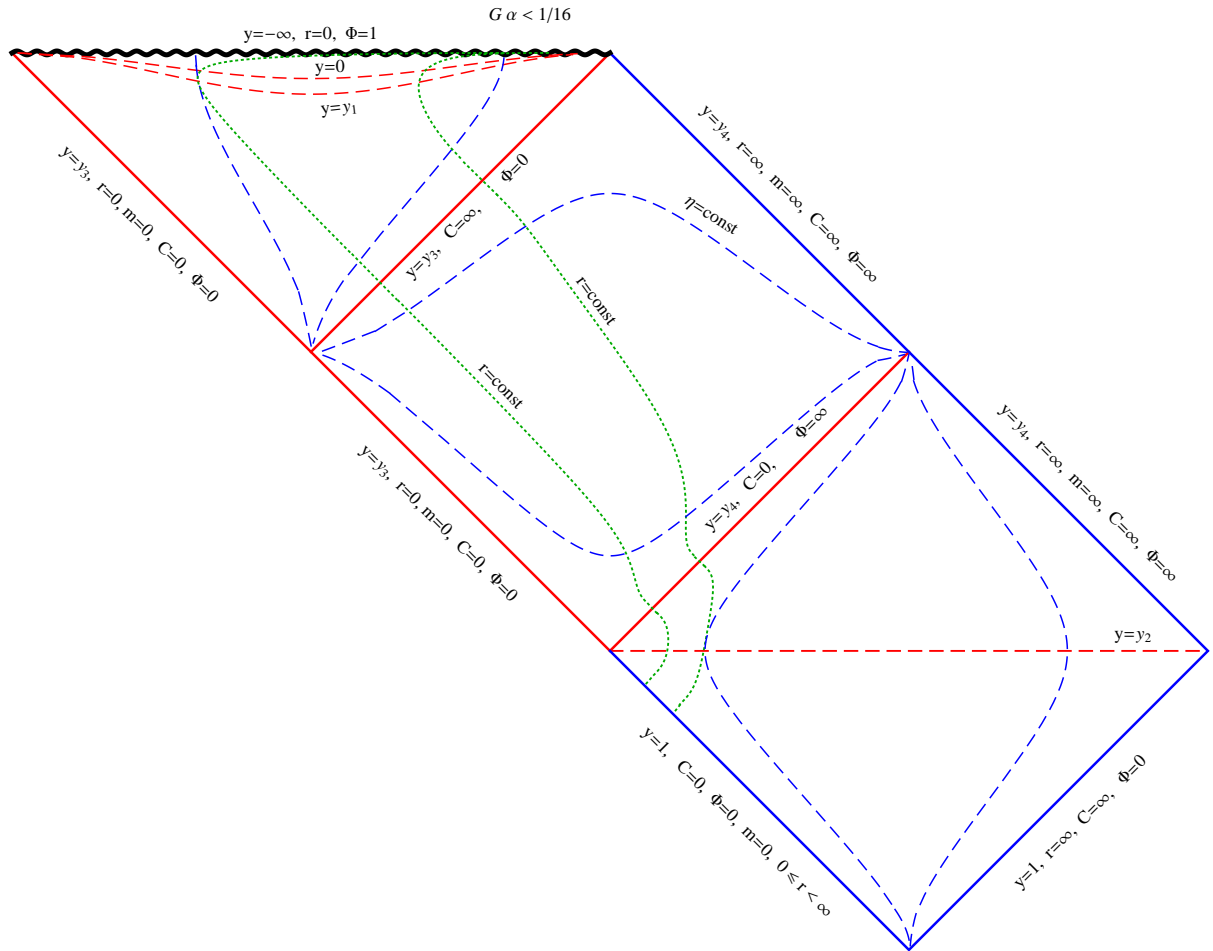 G α < 1/16
y=−∞, r=0, Φ=1
y=0
y=y₁
y=y₃, r=0, m=0, C=0, Φ=0
y=y₃, C=∞, Φ=0
y=y₄, r=∞, m=∞, C=∞, Φ=∞
η=const
r=const
r=const
y=y₃, r=0, m=0, C=0, Φ=0
y=y₄, C=0, Φ=∞
y=y₄, r=∞, m=∞, C=∞, Φ=∞
y=y₂
y=1, C=0, Φ=0, m=0, 0 ≤ r < ∞
y=1, r=∞, C=∞, Φ=0